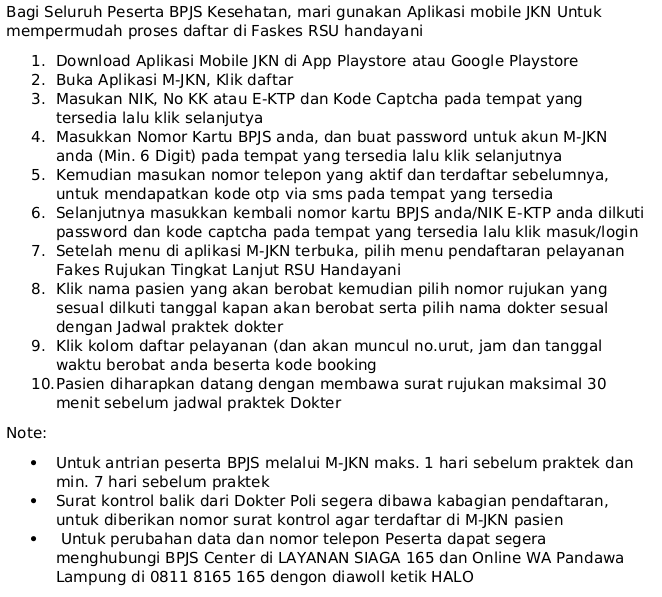 Bagi Seluruh Peserta BPJS Kesehatan, mari gunakan Aplikasi mobile JKN Untuk
mempermudah proses daftar di Faskes RSU handayani
1. Download Aplikasi Mobile JKN di App Playstore atau Google Playstore
2. Buka Aplikasi M-JKN, Klik daftar
3. Masukan NIK, No KK atau E-KTP dan Kode Captcha pada tempat yang
tersedia lalu klik selanjutya
4. Masukkan Nomor Kartu BPJS anda, dan buat password untuk akun M-JKN
anda (Min. 6 Digit) pada tempat yang tersedia lalu klik selanjutnya
5. Kemudian masukan nomor telepon yang aktif dan terdaftar sebelumnya,
untuk mendapatkan kode otp via sms pada tempat yang tersedia
6. Selanjutnya masukkan kembali nomor kartu BPJS anda/NIK E-KTP anda dilkuti
password dan kode captcha pada tempat yang tersedia lalu klik masuk/login
7. Setelah menu di aplikasi M-JKN terbuka, pilih menu pendaftaran pelayanan
Fakes Rujukan Tingkat Lanjut RSU Handayani
8. Klik nama pasien yang akan berobat kemudian pilih nomor rujukan yang
sesual dilkuti tanggal kapan akan berobat serta pilih nama dokter sesual
dengan Jadwal praktek dokter
9. Klik kolom daftar pelayanan (dan akan muncul no.urut, jam dan tanggal
waktu berobat anda beserta kode booking
10. Pasien diharapkan datang dengan membawa surat rujukan maksimal 30
menit sebelum jadwal praktek Dokter
Note:
• Untuk antrian peserta BPJS melalui M-JKN maks. 1 hari sebelum praktek dan
min. 7 hari sebelum praktek
• Surat kontrol balik dari Dokter Poli segera dibawa kabagian pendaftaran,
untuk diberikan nomor surat kontrol agar terdaftar di M-JKN pasien
• Untuk perubahan data dan nomor telepon Peserta dapat segera
menghubungi BPJS Center di LAYANAN SIAGA 165 dan Online WA Pandawa
Lampung di 0811 8165 165 dengon diawoll ketik HALO